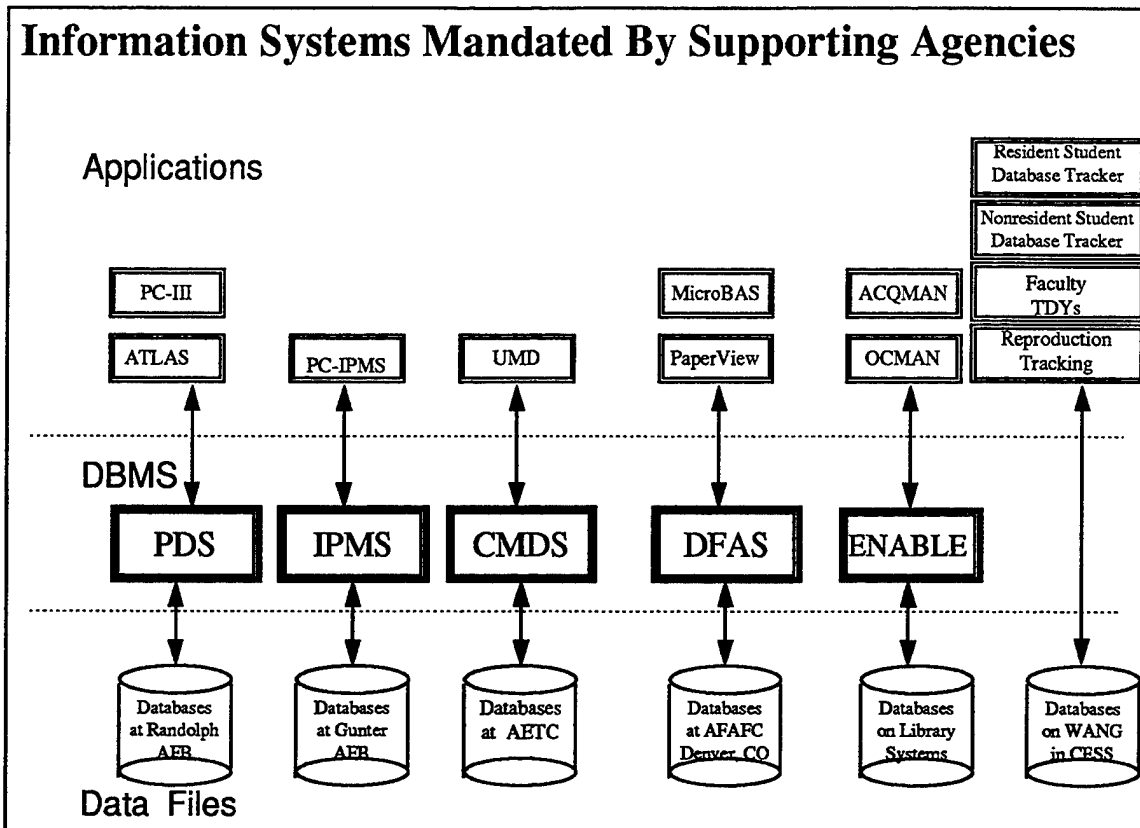 Information Systems Mandated By Supporting Agencies
Applications
Resident Student
Database Tracker
Nonresident Student
Database Tracker
Faculty
TDYs
Reproduction
Tracking
PC-III
ATLAS
PC-IPMS
UMD
MicroBAS
PaperView
ACQMAN
OCMAN
DBMS
PDS
IPMS
CMDS
DFAS
ENABLE
Databases
at Randolph
AFB
Databases
at Gunter
AFB
Databases
at AETC
Databases
at AFAFC
Denver, CO
Databases
on Library
Systems
Databases
on WANG
in CESS
Data Files